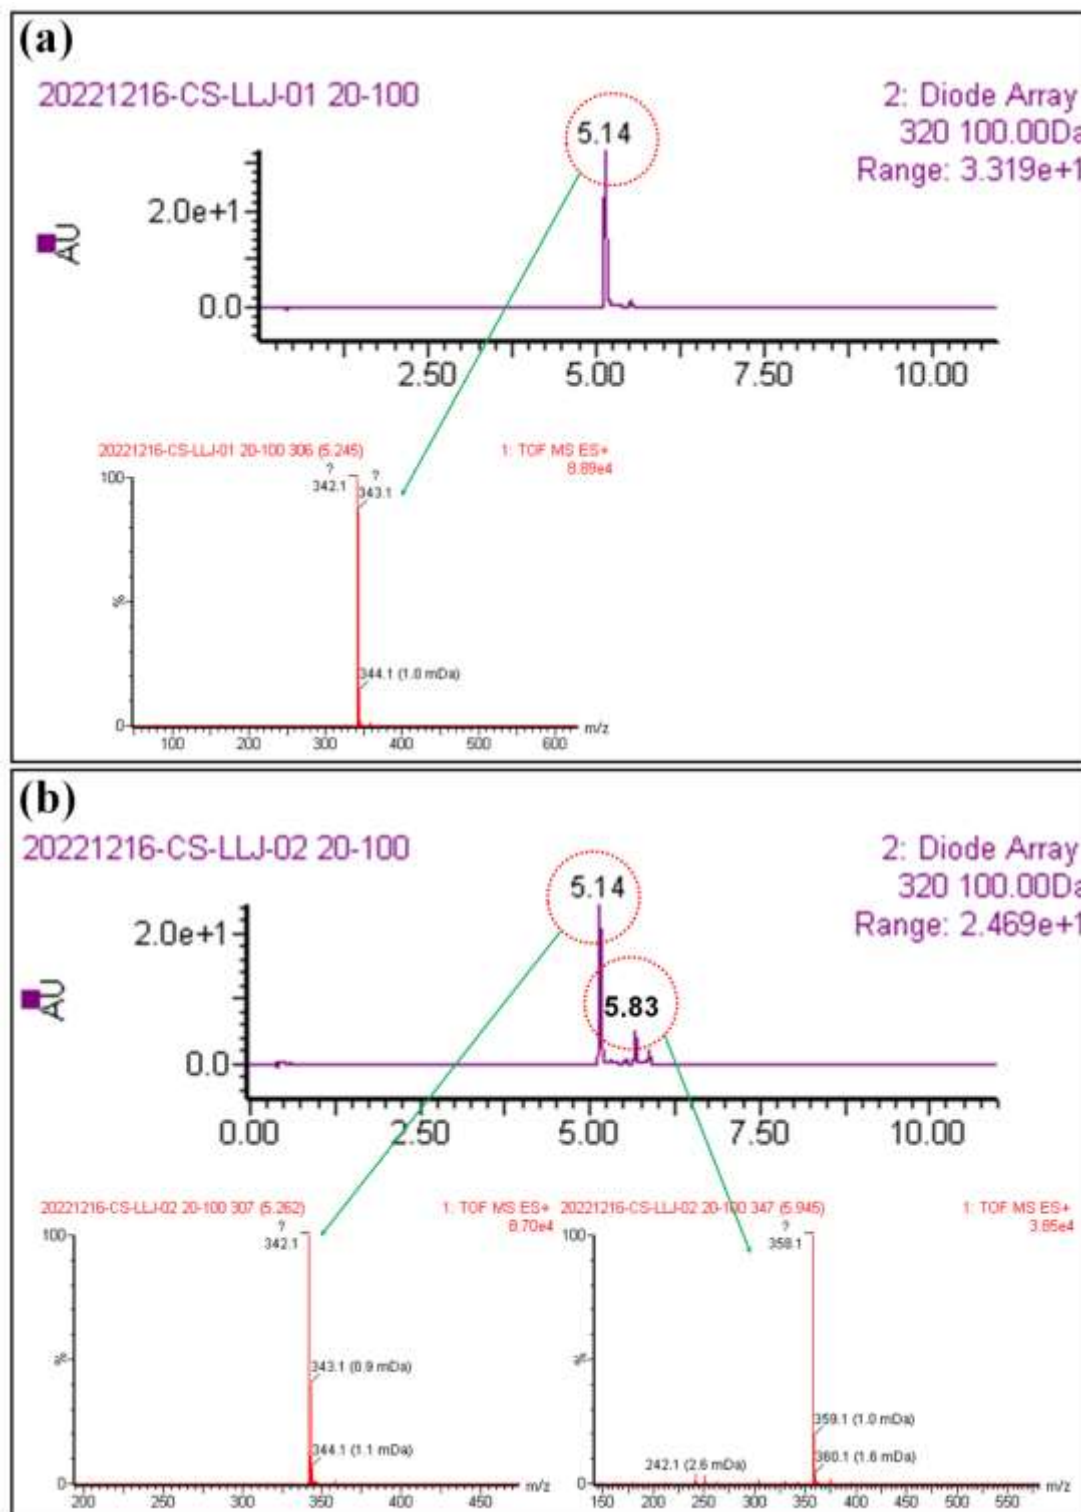 (a)
20221216-CS-LLJ-01 20-100
2: Diode Array
320 100.00Da
Range: 3.319e+1
5.14
2.0e+1
AU
0.0
2.50 5.00 7.50 10.00
20221216-CS-LLJ-01 20-100 306 (5.245)
1: TOF MS ES+
8.89e4
? ?
100 342.1 343.1
%
344.1 (1.0 mDa)
0
100 200 300 400 500 600 m/z
(b)
20221216-CS-LLJ-02 20-100
2: Diode Array
320 100.00Da
Range: 2.469e+1
5.14
2.0e+1
5.83
AU
0.0
0.00 2.50 5.00 7.50 10.00
20221216-CS-LLJ-02 20-100 307 (5.262)
1: TOF MS ES+
8.70e4
?
100 342.1
%
343.1 (0.9 mDa)
344.1 (1.1 mDa)
0
200 250 300 350 400 450 m/z
20221216-CS-LLJ-02 20-100 347 (5.945)
1: TOF MS ES+
3.85e4
?
100 358.1
%
359.1 (1.0 mDa)
242.1 (2.6 mDa) 360.1 (1.6 mDa)
0
150 200 250 300 350 400 450 500 550 m/z